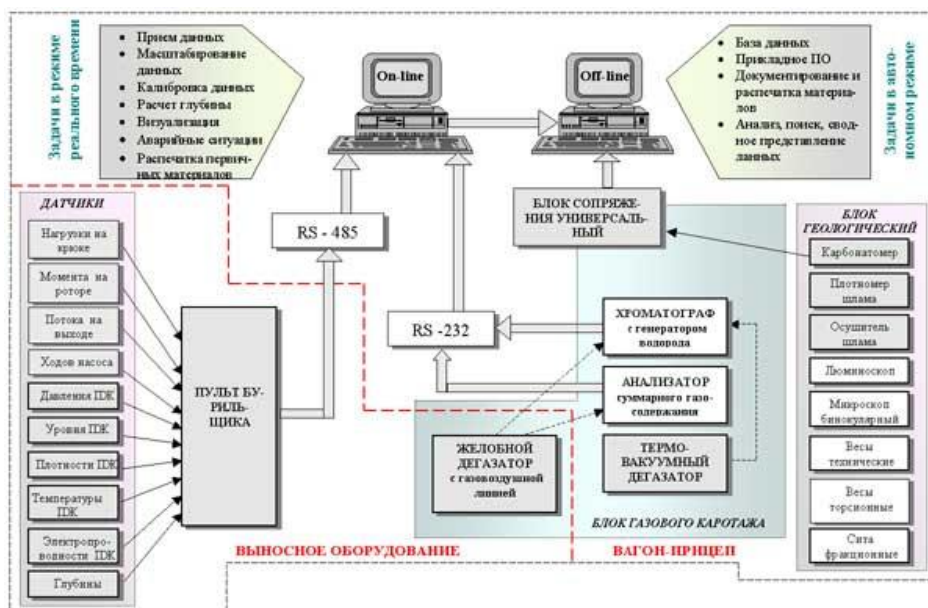 Задачи в режиме
реального времени
• Прием данных
• Масштабирование
данных
• Калибровка данных
• Расчет глубины
• Визуализация
• Аварийные ситуации
• Распечатка первич-
ных материалов
On-line
Off-line
• База данных
• Прикладное ПО
• Документирование и
распечатка материа-
лов
• Анализ, поиск, свод-
ное представление
данных
Задачи в авто-
номном режиме
ДАТЧИКИ
Нагрузки на
крюке
Момента на
роторе
Потока на
выходе
Ходов насоса
Давления ПЖ
Уровня ПЖ
Плотности ПЖ
Температуры
ПЖ
Электропро-
водности ПЖ
Глубины
ПУЛЬТ БУ-
РИЛЬ-
ЩИКА
RS - 485
RS -232
БЛОК СОПРЯЖЕ-
НИЯ УНИВЕРСАЛЬ-
НЫЙ
ХРОМАТОГРАФ
с генератором
водорода
АНАЛИЗАТОР
суммарного газо-
содержания
ЖЕЛОБНОЙ
ДЕГАЗАТОР
с газовоздушной
линией
ТЕРМО-
ВАКУУМНЫЙ
ДЕГАЗАТОР
БЛОК ГАЗОВОГО КАРОТАЖА
БЛОК
ГЕОЛОГИЧЕСКИЙ
Карбонатомер
Плотномер
шлама
Осушитель
шлама
Люминоскоп
Микроскоп
бинокулярный
Весы
технические
Весы
торсионные
Сита
фракционные
ВЫНОСНОЕ ОБОРУДОВАНИЕ
ВАГОН-ПРИЦЕП